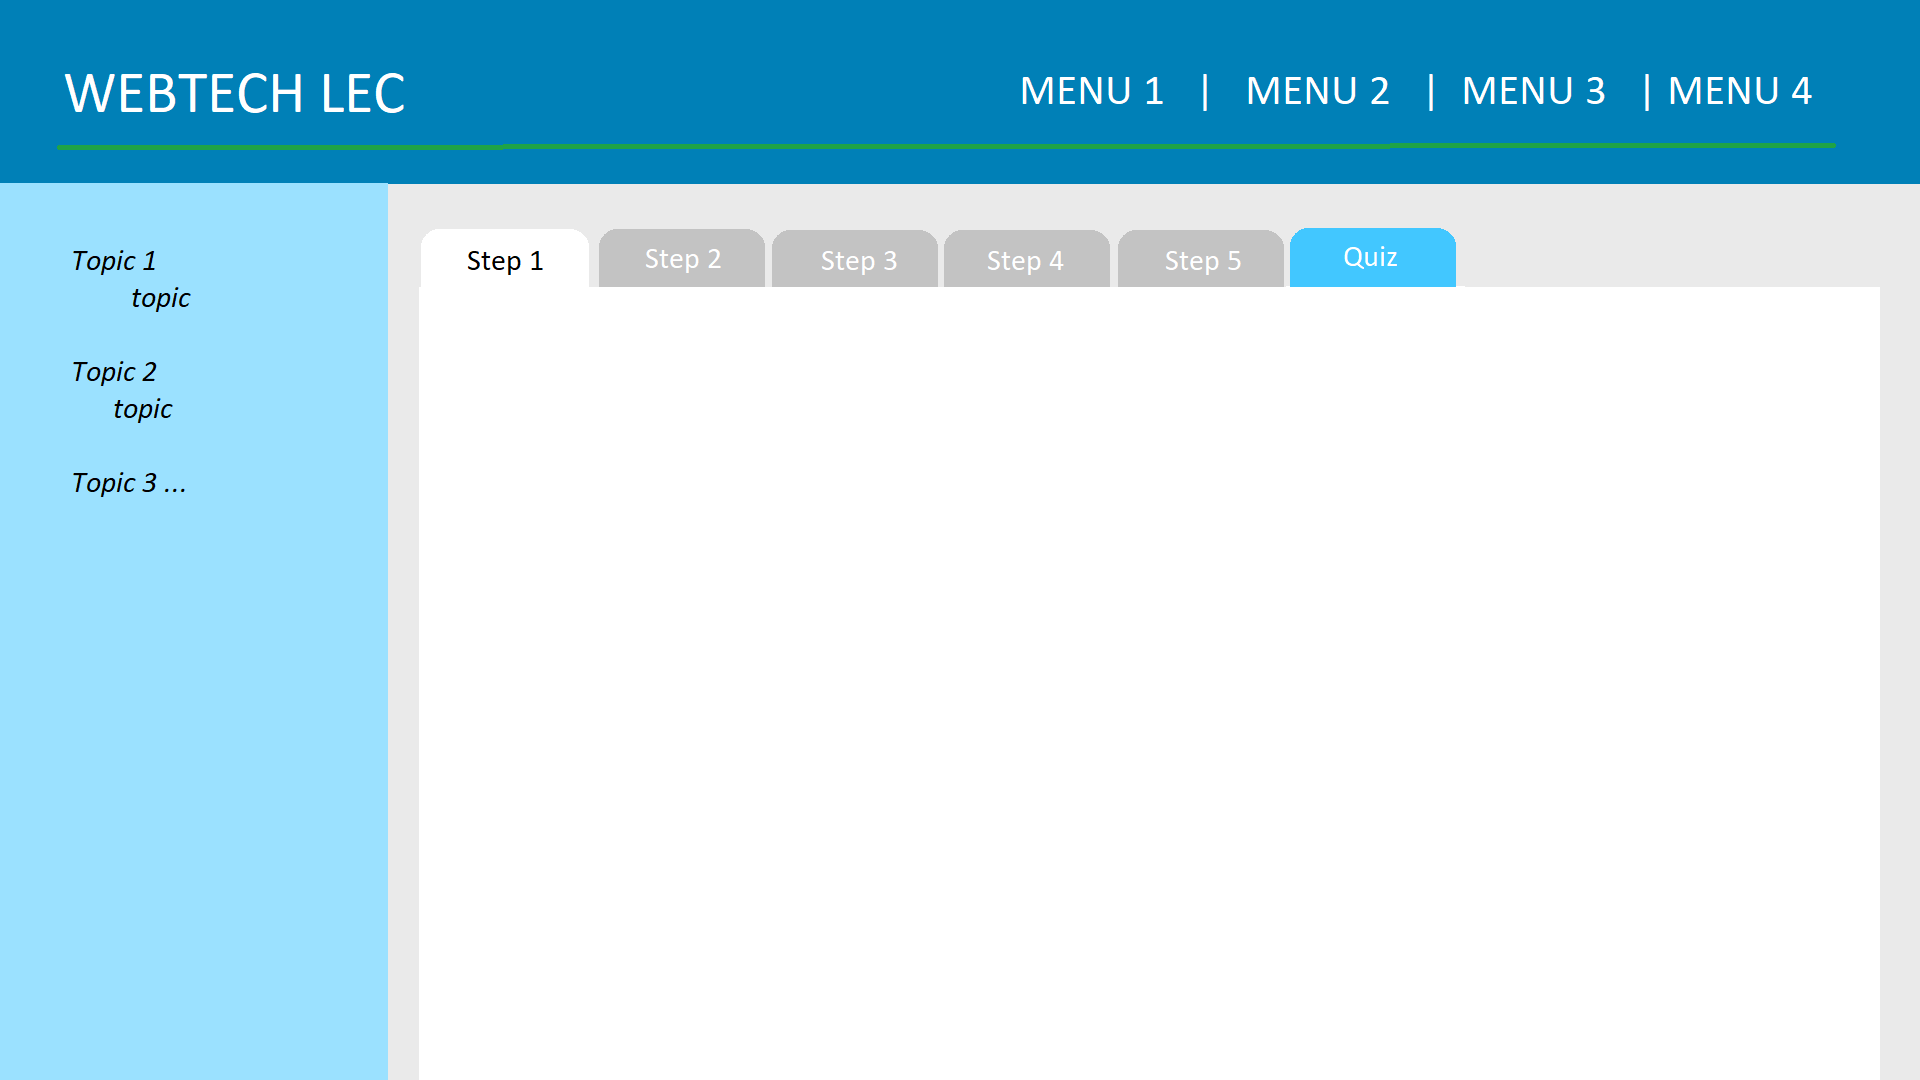 WEBTECH LEC
MENU 1 | MENU 2 | MENU 3 | MENU 4
Topic 1
topic
Topic 2
topic
Topic 3 ...
Step 1
Step 2
Step 3
Step 4
Step 5
Quiz